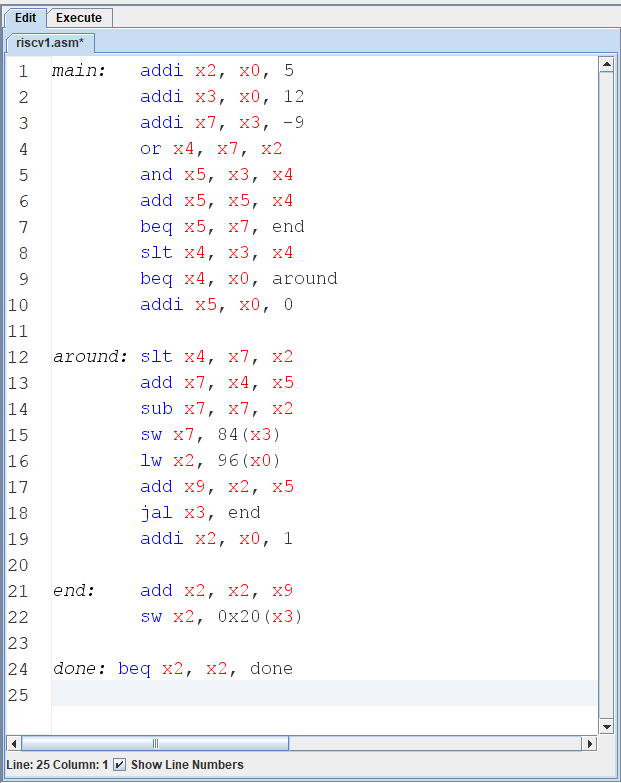 Edit Execute
riscv1.asm*
1 main: addi x2, x0, 5
2 addi x3, x0, 12
3 addi x7, x3, -9
4 or x4, x7, x2
5 and x5, x3, x4
6 add x5, x5, x4
7 beq x5, x7, end
8 slt x4, x3, x4
9 beq x4, x0, around
10 addi x5, x0, 0
11
12 around: slt x4, x7, x2
13 add x7, x4, x5
14 sub x7, x7, x2
15 sw x7, 84(x3)
16 lw x2, 96(x0)
17 add x9, x2, x5
18 jal x3, end
19 addi x2, x0, 1
20
21 end: add x2, x2, x9
22 sw x2, 0x20(x3)
23
24 done: beq x2, x2, done
25
Line: 25 Column: 1 Show Line Numbers